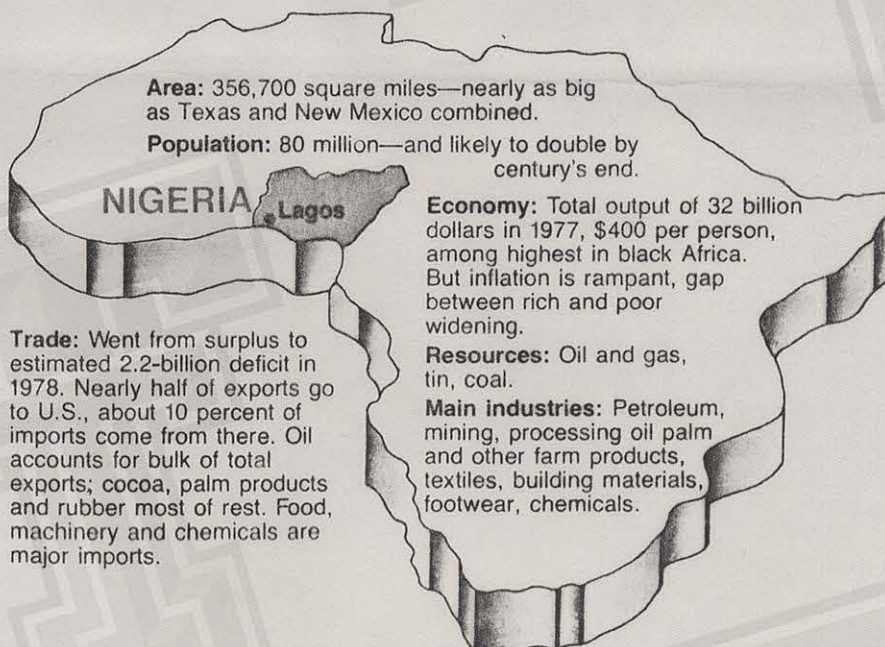 Area: 356,700 square miles—nearly as big
as Texas and New Mexico combined.
Population: 80 million—and likely to double by
century's end.
NIGERIA
Lagos
Economy: Total output of 32 billion
dollars in 1977, $400 per person,
among highest in black Africa.
But inflation is rampant, gap
between rich and poor
widening.
Resources: Oil and gas,
tin, coal.
Main industries: Petroleum,
mining, processing oil palm
and other farm products,
textiles, building materials,
footwear, chemicals.
Trade: Went from surplus to
estimated 2.2-billion deficit in
1978. Nearly half of exports go
to U.S., about 10 percent of
imports come from there. Oil
accounts for bulk of total
exports; cocoa, palm products
and rubber most of rest. Food,
machinery and chemicals are
major imports.